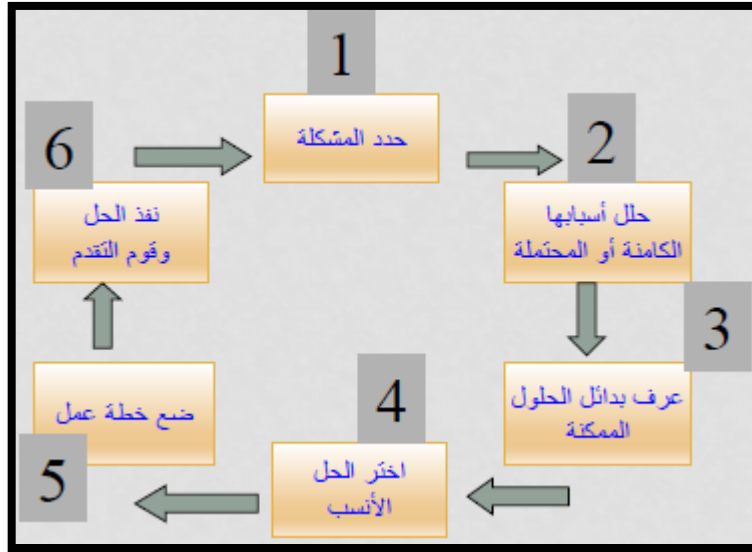 1
حدد المشكلة
2
حلل أسبابها
الكامنة أو المحتملة
3
عرف بدائل الحلول
الممكنة
4
اختر الحل
الأنسب
5
ضع خطة عمل
6
نفذ الحل
وقوم التقدم